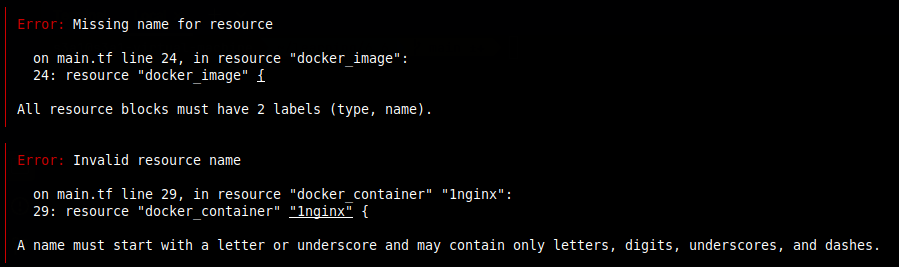 Error: Missing name for resource
on main.tf line 24, in resource "docker_image":
24: resource "docker_image" {
All resource blocks must have 2 labels (type, name).
Error: Invalid resource name
on main.tf line 29, in resource "docker_container" "1nginx":
29: resource "docker_container" "1nginx" {
A name must start with a letter or underscore and may contain only letters, digits, underscores, and dashes.